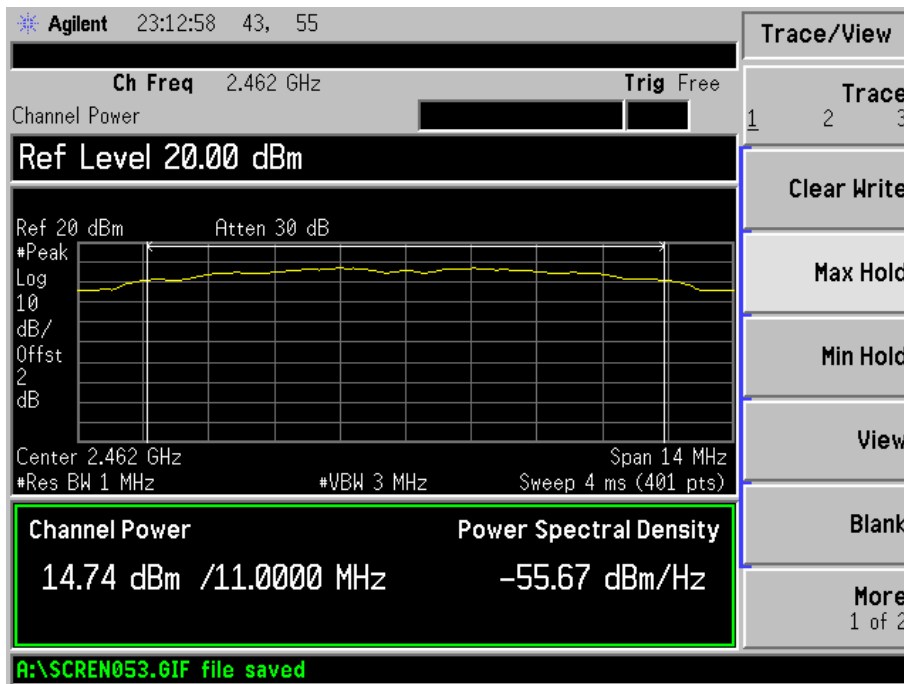 Agilent 23:12:58 43, 55
Trace/View
Ch Freq 2.462 GHz Trig Free
Channel Power
Trace
1 2 3
Ref Level 20.00 dBm
Clear Write
Ref 20 dBm Atten 30 dB
#Peak
Log
10
dB/
Offst
2
dB
Max Hold
Min Hold
Center 2.462 GHz Span 14 MHz
#Res BW 1 MHz #VBW 3 MHz Sweep 4 ms (401 pts)
View
Channel Power Power Spectral Density
14.74 dBm /11.0000 MHz -55.67 dBm/Hz
Blank
More
1 of 2
A:\SCREN053.GIF file saved